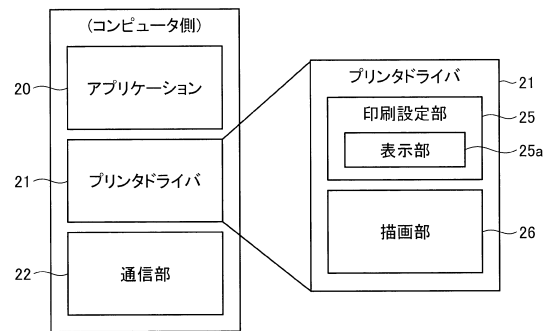 (コンピュータ側)
20
アプリケーション
21
プリンタドライバ
22
通信部
プリンタドライバ
21
印刷設定部
25
表示部
25a
描画部
26